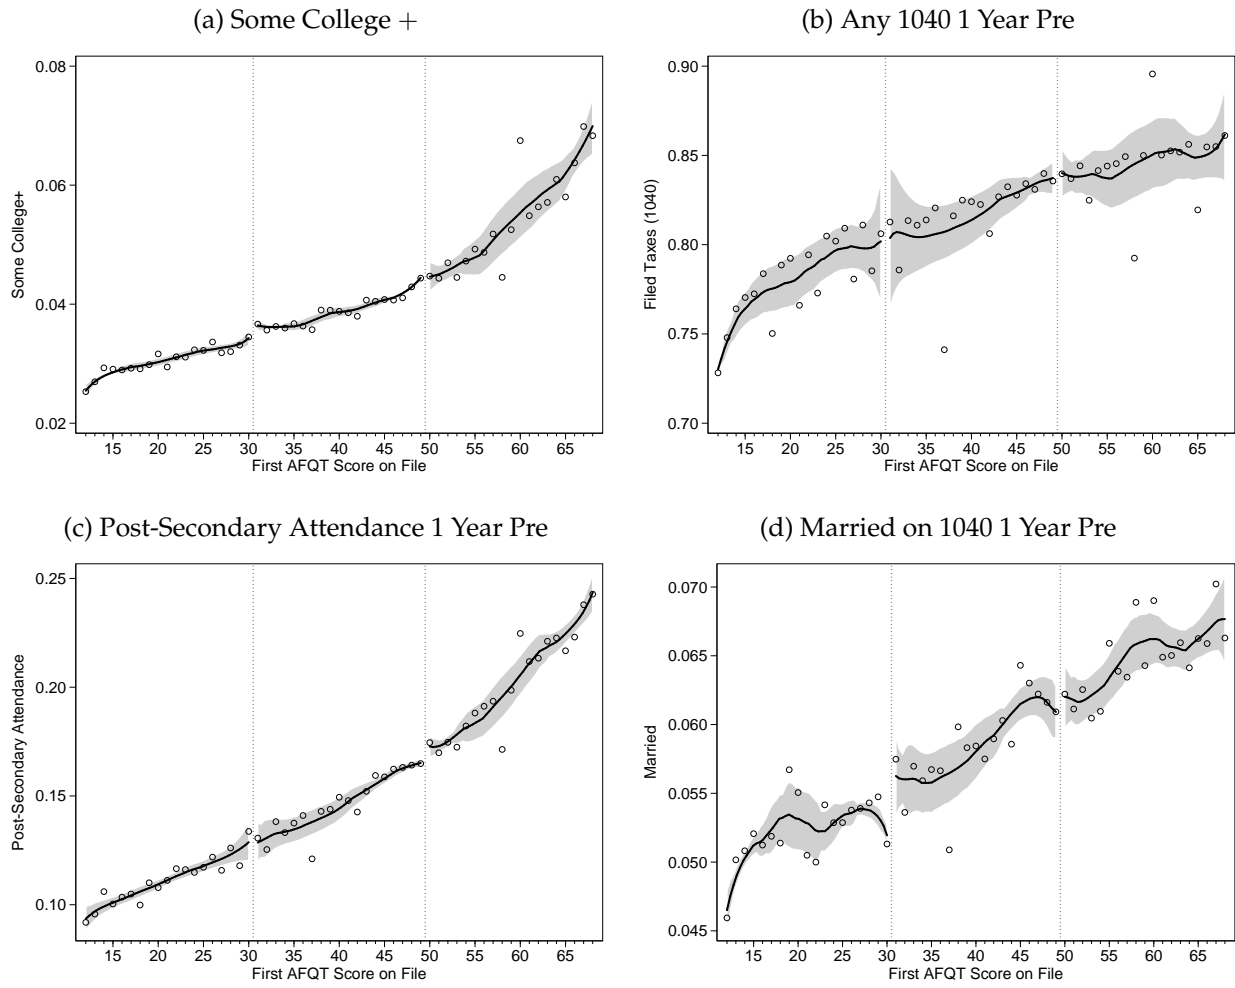 (a) Some College +
0.08
0.06
0.04
0.02
Some College+
15 20 25 30 35 40 45 50 55 60 65
First AFQT Score on File
(b) Any 1040 1 Year Pre
0.90
0.85
0.80
0.75
0.70
Filed Taxes (1040)
15 20 25 30 35 40 45 50 55 60 65
First AFQT Score on File
(c) Post-Secondary Attendance 1 Year Pre
0.25
0.20
0.15
0.10
Post-Secondary Attendance
15 20 25 30 35 40 45 50 55 60 65
First AFQT Score on File
(d) Married on 1040 1 Year Pre
0.070
0.065
0.060
0.055
0.050
0.045
Married
15 20 25 30 35 40 45 50 55 60 65
First AFQT Score on File